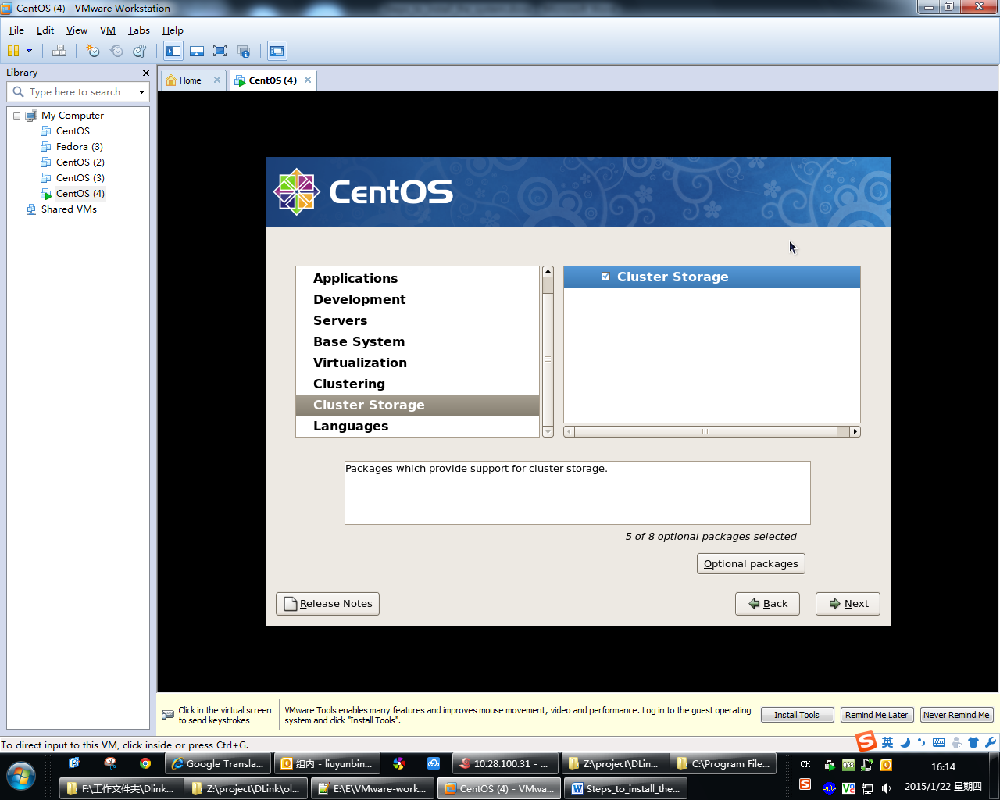 CentOS (4) - VMware Workstation
File Edit View VM Tabs Help
Library
Home
CentOS (4)
Type here to search
My Computer
CentOS
Fedora (3)
CentOS (2)
CentOS (3)
CentOS (4)
Shared VMs
CentOS
Applications
Development
Servers
Base System
Virtualization
Clustering
Cluster Storage
Languages
Cluster Storage
Packages which provide support for cluster storage.
5 of 8 optional packages selected
Optional packages
Release Notes
Back
Next
Click in the virtual screen
to send keystrokes
VMware Tools enables many features and improves mouse movement, video and performance. Log in to the guest operating
system and click "Install Tools".
Install Tools
Remind Me Later
Never Remind Me
To direct input to this VM, click inside or press Ctrl+G.
英
Google Transla...
组内 - liuyunbin...
10.28.100.31 - ...
Z:\project\DLin...
C:\Program File...
CH
16:14
F:\工作文件夹\Dlink...
Z:\project\DLink\ol...
E:\E\VMware-work...
CentOS (4) - VMwa...
Steps_to_install_the...
2015/1/22 星期四